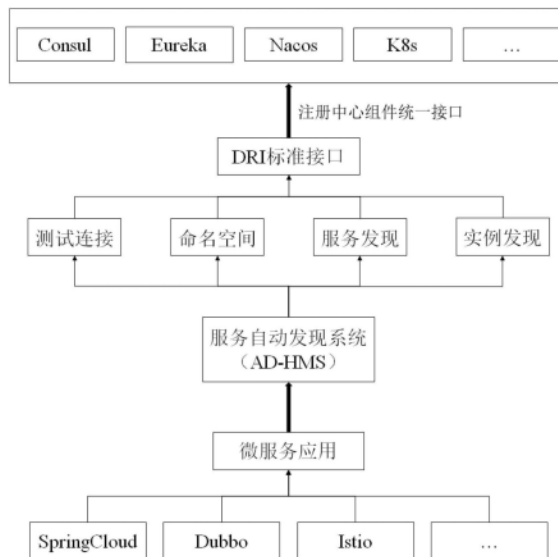 Consul
Eureka
Nacos
K8s
...
注册中心组件统一接口
DRI标准接口
测试连接
命名空间
服务发现
实例发现
服务自动发现系统
（AD-HMS）
微服务应用
SpringCloud
Dubbo
Istio
...